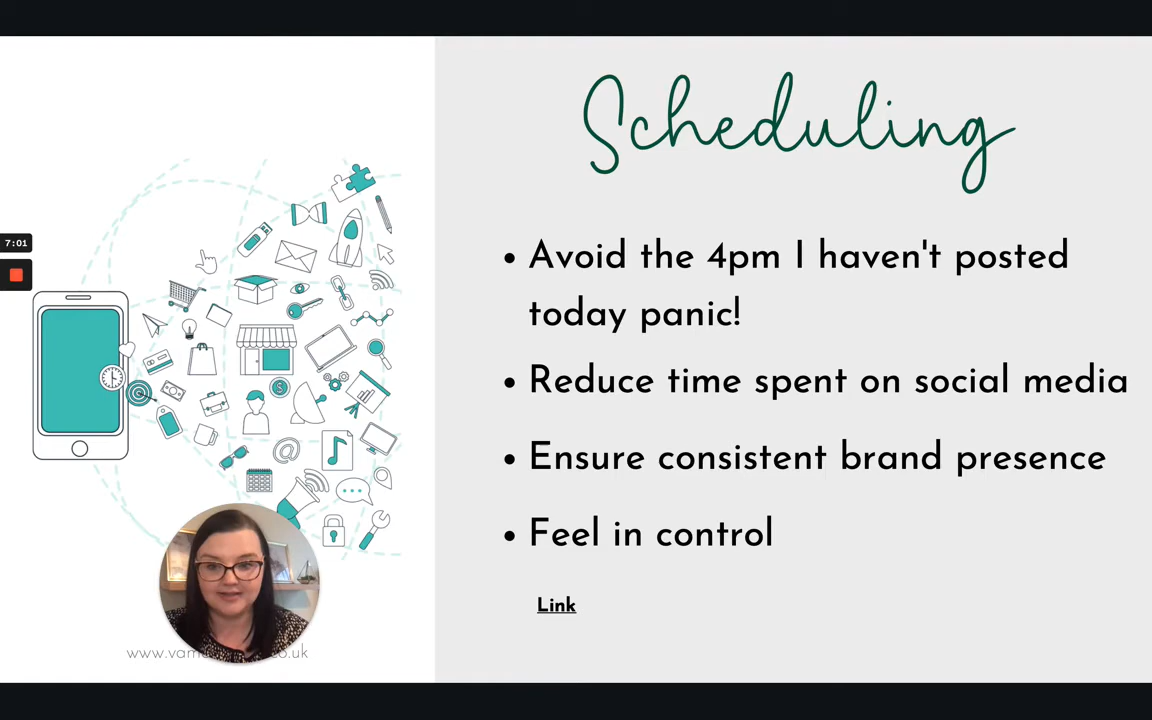 Scheduling
7:01
• Avoid the 4pm I haven't posted
today panic!
• Reduce time spent on social media
• Ensure consistent brand presence
• Feel in control
Link